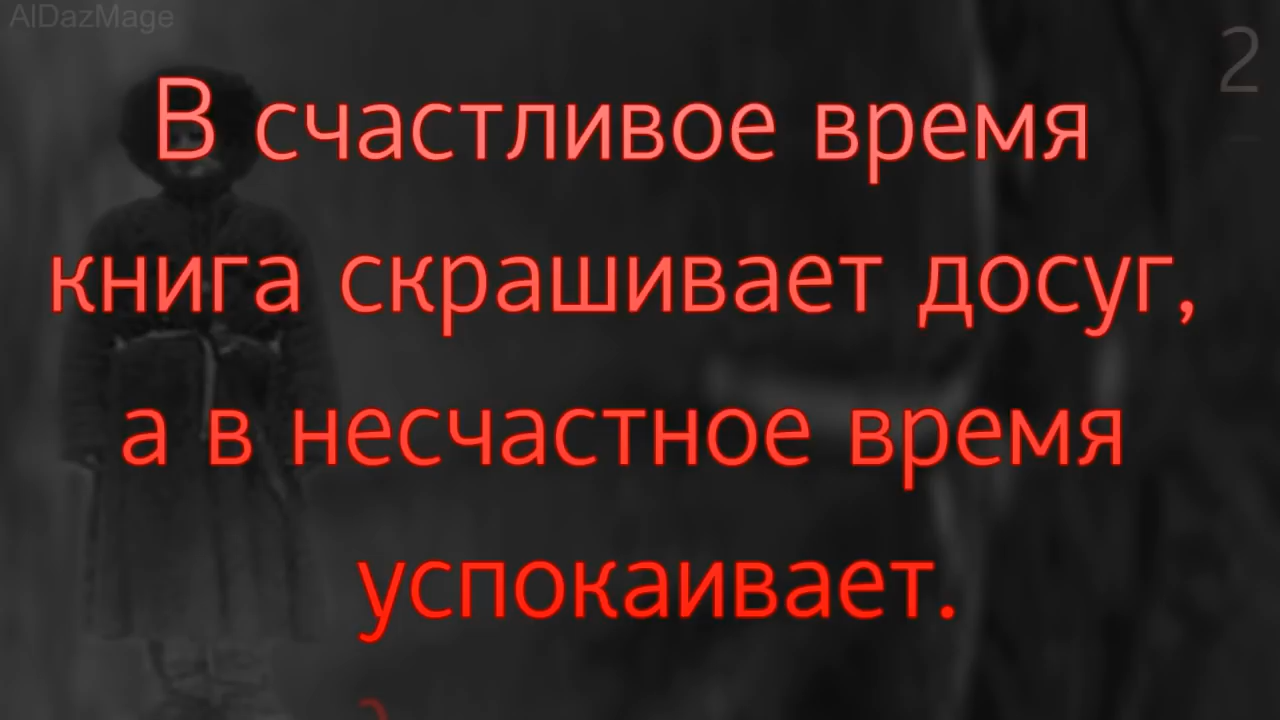 AlDazMage
2
В счастливое время
книга скрашивает досуг,
а в несчастное время
успокаивает.